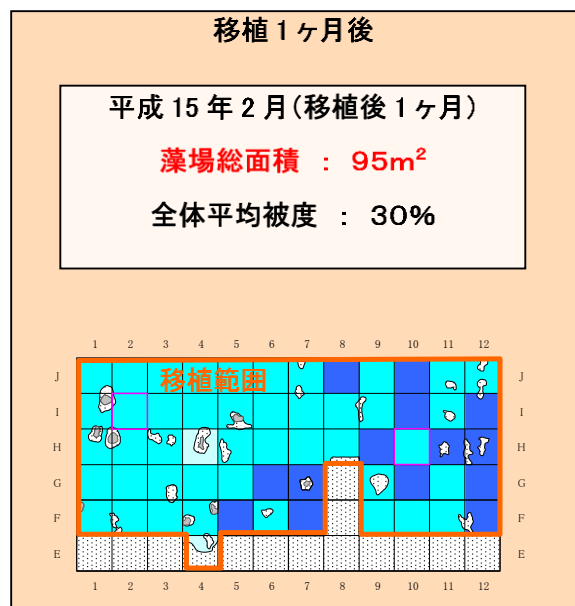 移植1ヶ月後
平成 15 年 2 月(移植後 1 ヶ月)
藻場総面積 : 95m²
全体平均被度 : 30%
1 2 3 4 5 6 7 8 9 10 11 12
移植範囲
J J
I I
H H
G G
F F
E E
1 2 3 4 5 6 7 8 9 10 11 12